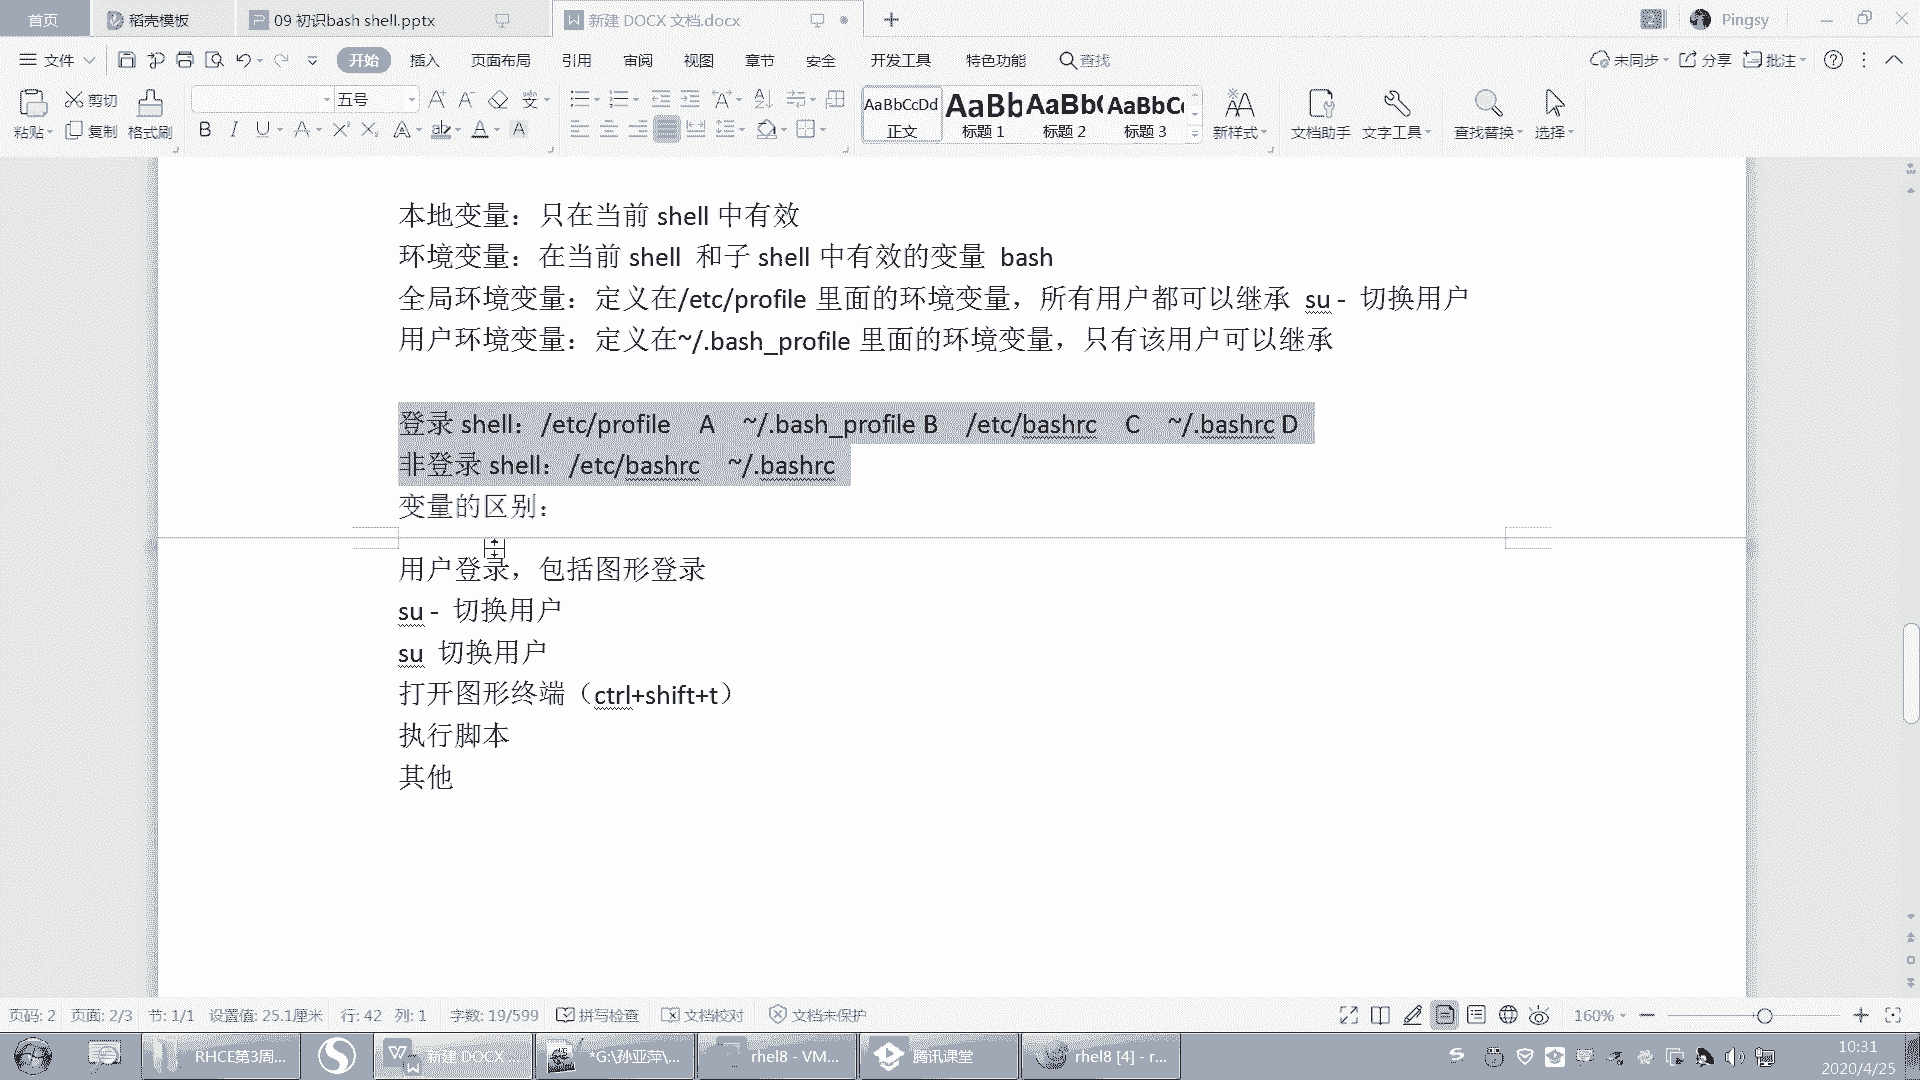 首页 稻壳模板 09 初识bash shell.pptx 新建 DOCX 文档.docx Pingsy
文件 开始 插入 页面布局 引用 审阅 视图 章节 安全 开发工具 特色功能 查找 未同步 分享 批注
剪切 五号 AaBbCcDd AaBb AaBb( AaBbC
粘贴 复制 格式刷 正文 标题 1 标题 2 标题 3 新样式 文档助手 文字工具 查找替换 选择
本地变量：只在当前 shell 中有效
环境变量：在当前 shell 和子 shell 中有效的变量 bash
全局环境变量：定义在/etc/profile 里面的环境变量，所有用户都可以继承 su - 切换用户
用户环境变量：定义在~/.bash_profile 里面的环境变量，只有该用户可以继承
登录 shell：/etc/profile A ~/.bash_profile B /etc/bashrc C ~/.bashrc D
非登录 shell：/etc/bashrc ~/.bashrc
变量的区别：
用户登录，包括图形登录
su - 切换用户
su 切换用户
打开图形终端（ctrl+shift+t）
执行脚本
其他
页码: 2 页面: 2/3 节: 1/1 设置值: 25.1厘米 行: 42 列: 1 字数: 19/599 拼写检查 文档校对 文档未保护 160%
RHCE第3周... 新建 DOCX ... *G:\孙亚萍\... rhel8 - VM... 腾讯课堂 rhel8 [4] - r... 10:31
2020/4/25